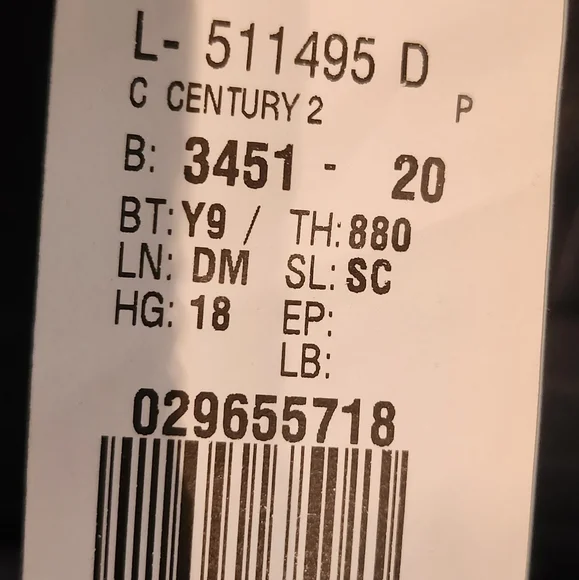 L- 511495 D
C CENTURY 2 P
B: 3451 - 20
BT: Y9 / TH: 880
LN: DM SL: SC
HG: 18 EP:
LB:
029655718